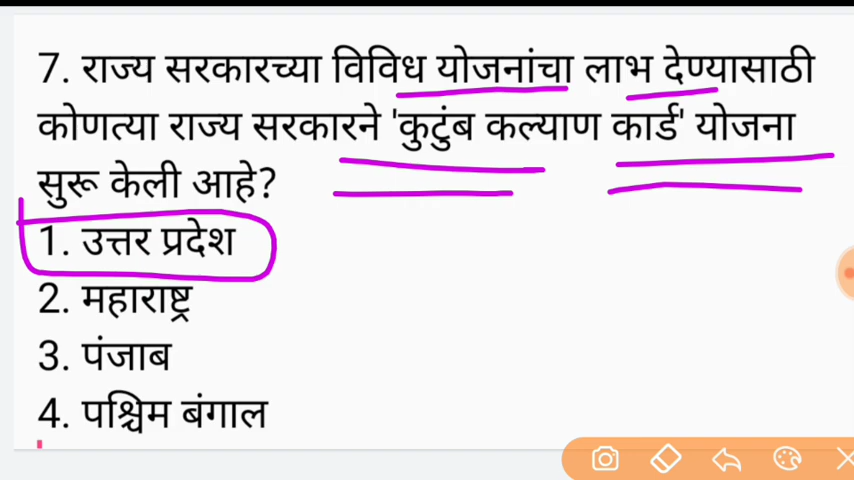 7. राज्य सरकारच्या विविध योजनांचा लाभ देण्यासाठी
कोणत्या राज्य सरकारने 'कुटुंब कल्याण कार्ड' योजना
सुरू केली आहे?
1. उत्तर प्रदेश
2. महाराष्ट्र
3. पंजाब
4. पश्चिम बंगाल